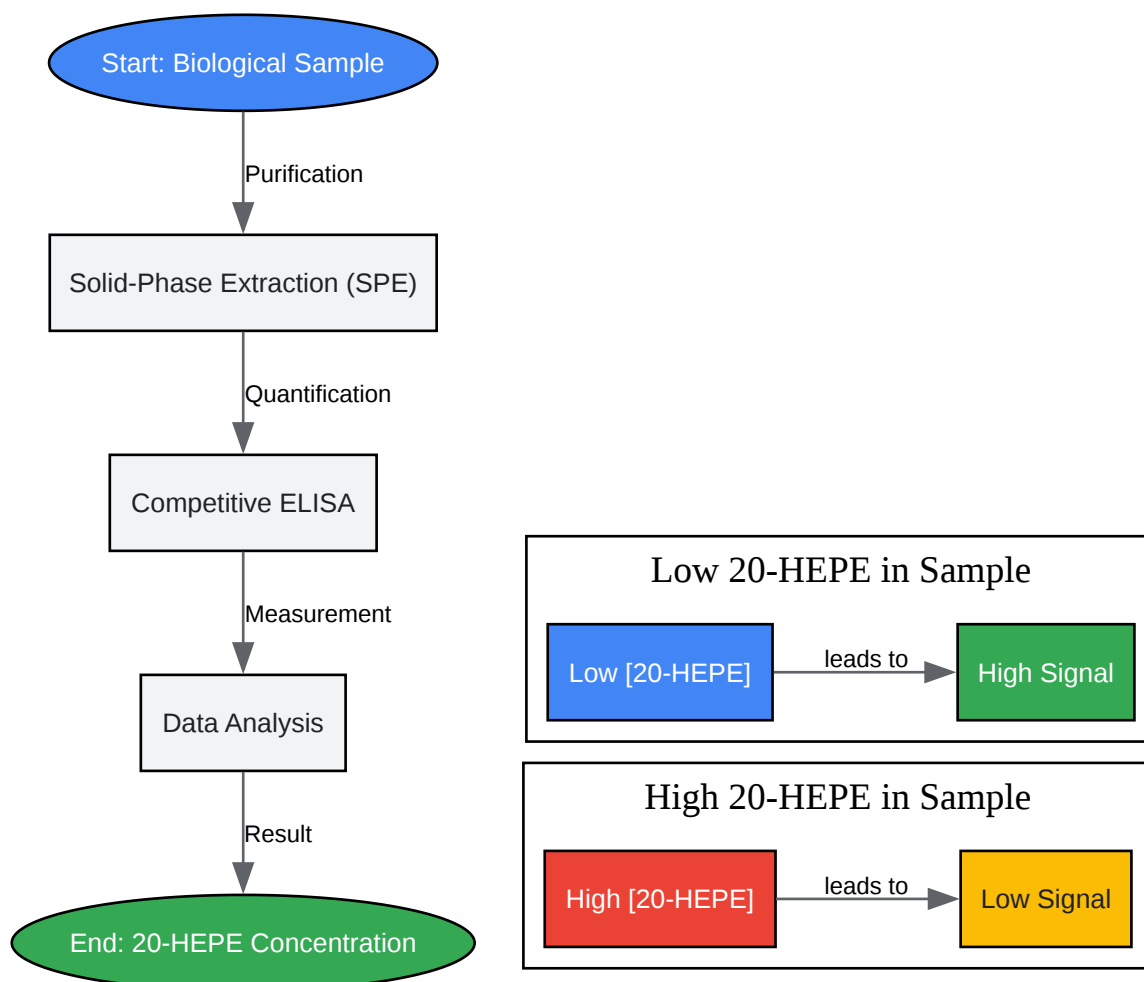 Start: Biological Sample
Purification
Solid-Phase Extraction (SPE)
Quantification
Competitive ELISA
Measurement
Data Analysis
Result
End: 20-HEPE Concentration
Low 20-HEPE in Sample
Low [20-HEPE]
leads to
High Signal
High 20-HEPE in Sample
High [20-HEPE]
leads to
Low Signal